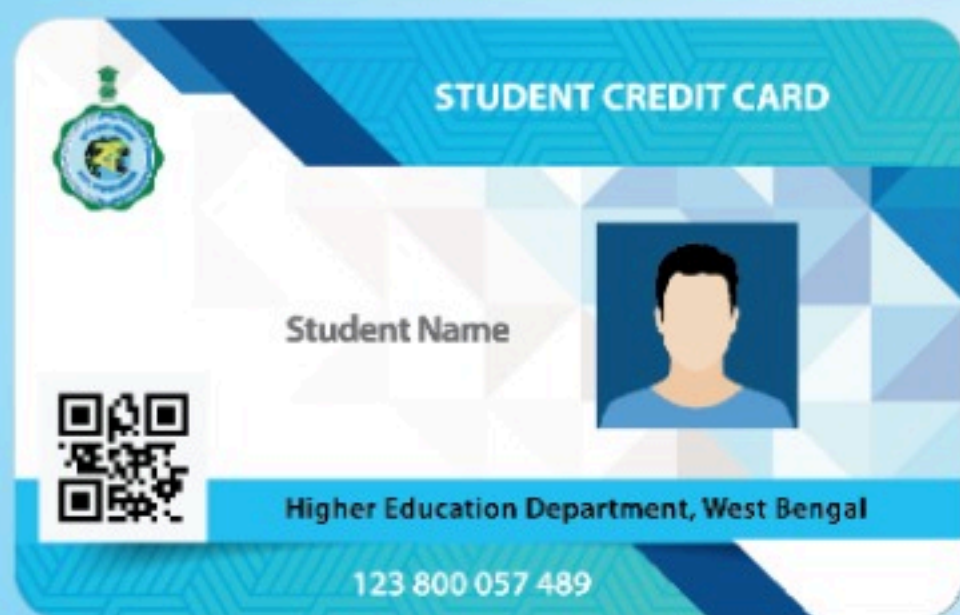 STUDENT CREDIT CARD
Student Name
Higher Education Department, West Bengal
123 800 057 489